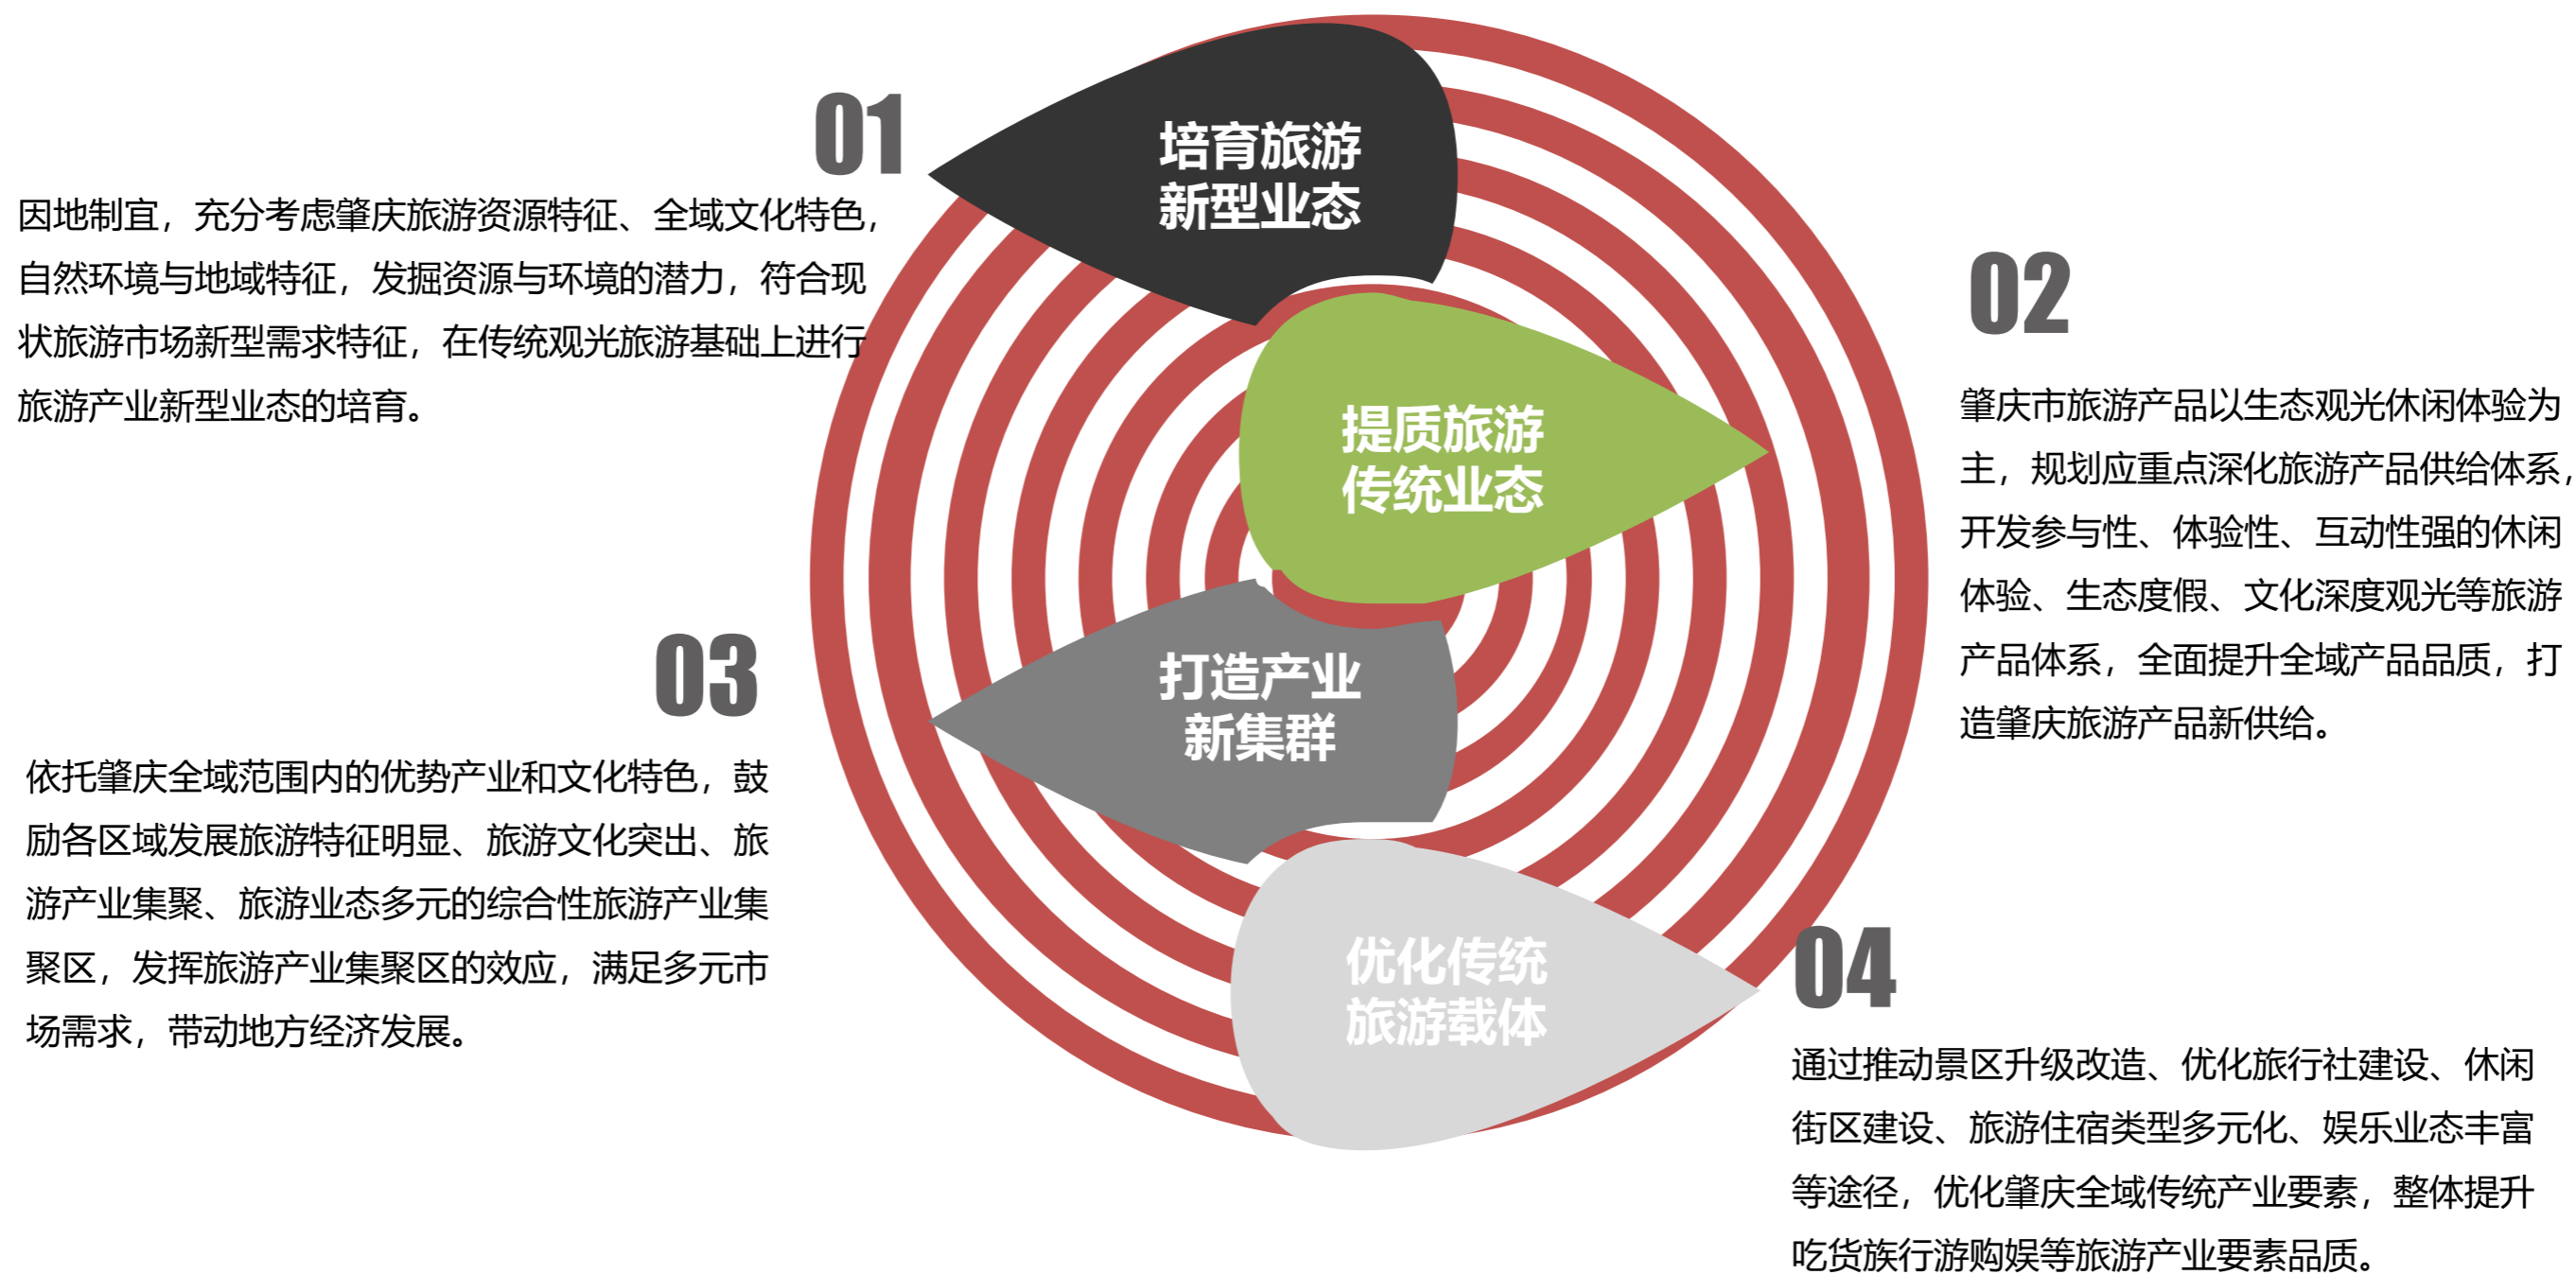 01
培育旅游
新型业态
因地制宜，充分考虑肇庆旅游资源特征、全域文化特色，
自然环境与地域特征，发掘资源与环境的潜力，符合现
状旅游市场新型需求特征，在传统观光旅游基础上进行
旅游产业新型业态的培育。
02
提质旅游
传统业态
肇庆市旅游产品以生态观光休闲体验为
主，规划应重点深化旅游产品供给体系，
开发参与性、体验性、互动性强的休闲
体验、生态度假、文化深度观光等旅游
产品体系，全面提升全域产品品质，打
造肇庆旅游产品新供给。
03
打造产业
新集群
依托肇庆全域范围内的优势产业和文化特色，鼓
励各区域发展旅游特征明显、旅游文化突出、旅
游产业集聚、旅游业态多元的综合性旅游产业集
聚区，发挥旅游产业集聚区的效应，满足多元市
场需求，带动地方经济发展。
04
优化传统
旅游载体
通过推动景区升级改造、优化旅行社建设、休闲
街区建设、旅游住宿类型多元化、娱乐业态丰富
等途径，优化肇庆全域传统产业要素，整体提升
吃货族行游购娱等旅游产业要素品质。